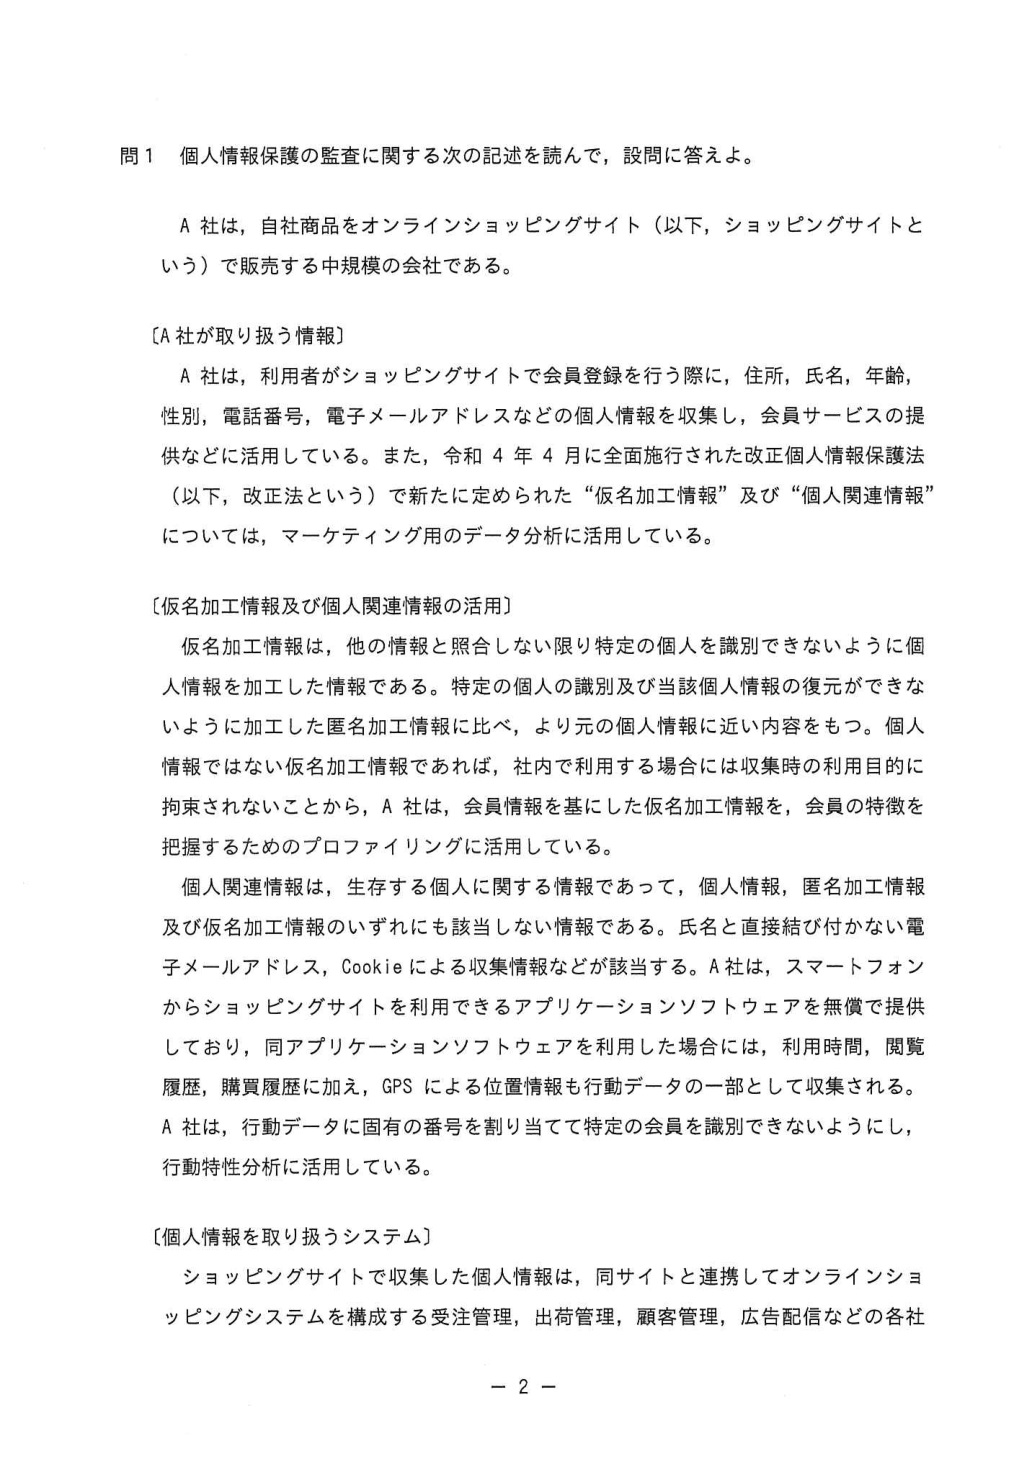 問1　個人情報保護の監査に関する次の記述を読んで，設問に答えよ。
A 社は，自社商品をオンラインショッピングサイト（以下，ショッピングサイトと
いう）で販売する中規模の会社である。
〔A 社が取り扱う情報〕
A 社は，利用者がショッピングサイトで会員登録を行う際に，住所，氏名，年齢，
性別，電話番号，電子メールアドレスなどの個人情報を収集し，会員サービスの提
供などに活用している。また，令和 4 年 4 月に全面施行された改正個人情報保護法
（以下，改正法という）で新たに定められた“仮名加工情報”及び“個人関連情報”
については，マーケティング用のデータ分析に活用している。
〔仮名加工情報及び個人関連情報の活用〕
仮名加工情報は，他の情報と照合しない限り特定の個人を識別できないように個
人情報を加工した情報である。特定の個人の識別及び当該個人情報の復元ができな
いように加工した匿名加工情報に比べ，より元の個人情報に近い内容をもつ。個人
情報ではない仮名加工情報であれば，社内で利用する場合には収集時の利用目的に
拘束されないことから，A 社は，会員情報を基にした仮名加工情報を，会員の特徴を
把握するためのプロファイリングに活用している。
個人関連情報は，生存する個人に関する情報であって，個人情報，匿名加工情報
及び仮名加工情報のいずれにも該当しない情報である。氏名と直接結び付かない電
子メールアドレス，Cookie による収集情報などが該当する。A 社は，スマートフォン
からショッピングサイトを利用できるアプリケーションソフトウェアを無償で提供
しており，同アプリケーションソフトウェアを利用した場合には，利用時間，閲覧
履歴，購買履歴に加え，GPS による位置情報も行動データの一部として収集される。
A 社は，行動データに固有の番号を割り当てて特定の会員を識別できないようにし，
行動特性分析に活用している。
〔個人情報を取り扱うシステム〕
ショッピングサイトで収集した個人情報は，同サイトと連携してオンラインショ
ッピングシステムを構成する受注管理，出荷管理，顧客管理，広告配信などの各社
－ 2 －